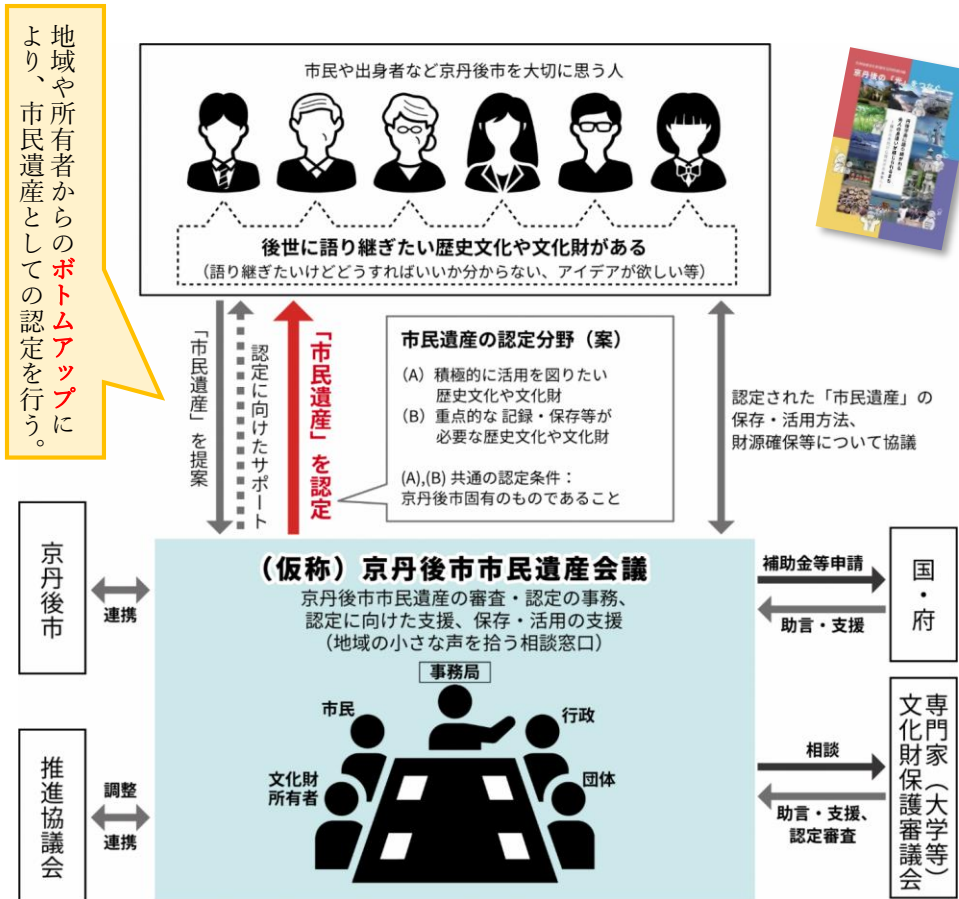 地域や所有者からのボトムアップに
より、市民遺産としての認定を行う。
市民や出身者など京丹後市を大切に思う人
後世に語り継ぎたい歴史文化や文化財がある
（語り継ぎたいけどどうすればいいか分からない、アイデアが欲しい等）
「市民遺産」を提案
認定に向けたサポート
「市民遺産」を認定
市民遺産の認定分野（案）
(A) 積極的に活用を図りたい
歴史文化や文化財
(B) 重点的な 記録・保存等が
必要な歴史文化や文化財
(A),(B) 共通の認定条件：
京丹後市固有のものであること
認定された「市民遺産」の
保存・活用方法、
財源確保等について協議
京丹後市
連携
推進協議会
調整
連携
（仮称）京丹後市市民遺産会議
京丹後市市民遺産の審査・認定の事務、
認定に向けた支援、保存・活用の支援
（地域の小さな声を拾う相談窓口）
事務局
市民
行政
文化財
所有者
団体
補助金等申請
助言・支援
国・府
相談
助言・支援、
認定審査
専門家（大学等）
文化財保護審議会